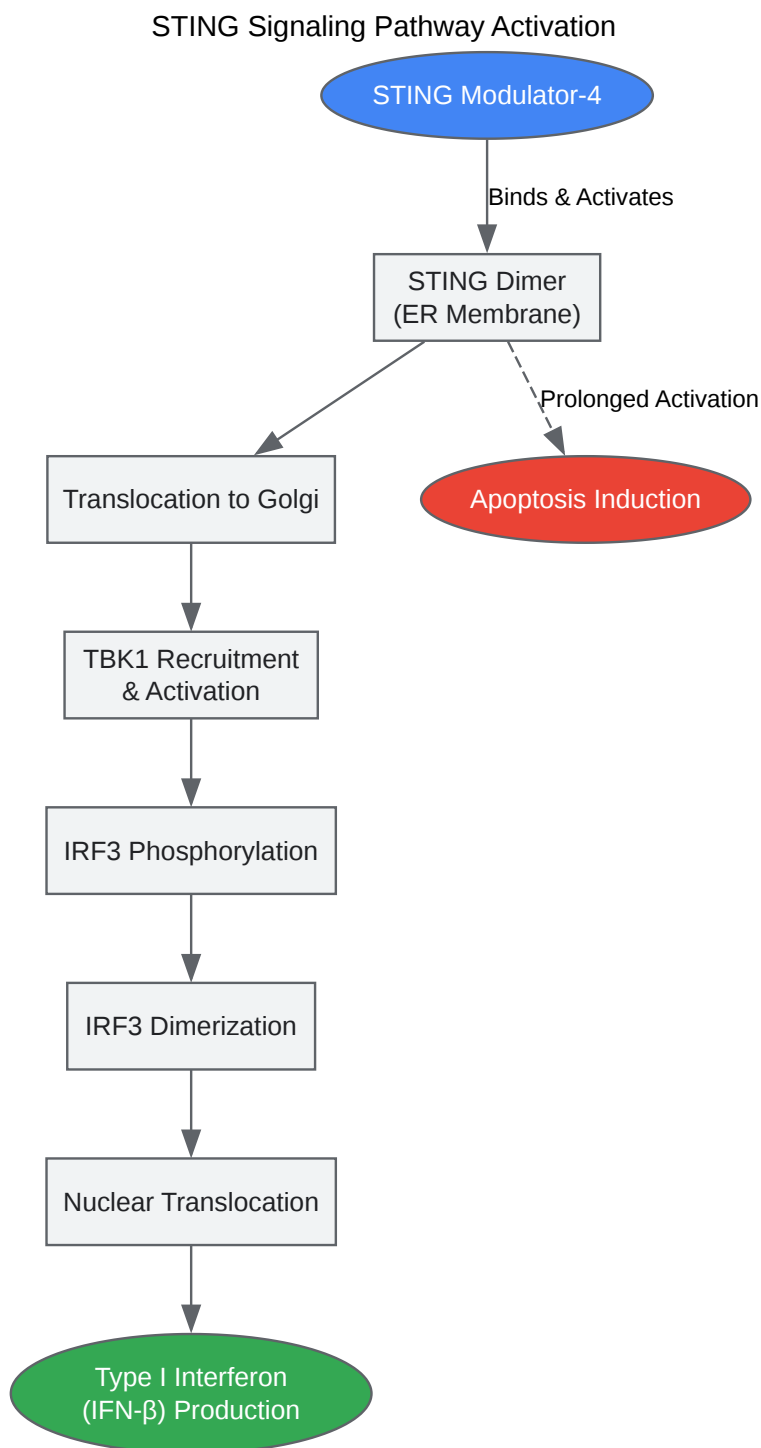 STING Signaling Pathway Activation
STING Modulator-4
Binds & Activates
STING Dimer
(ER Membrane)
Prolonged Activation
Translocation to Golgi
Apoptosis Induction
TBK1 Recruitment
& Activation
IRF3 Phosphorylation
IRF3 Dimerization
Nuclear Translocation
Type I Interferon
(IFN-β) Production